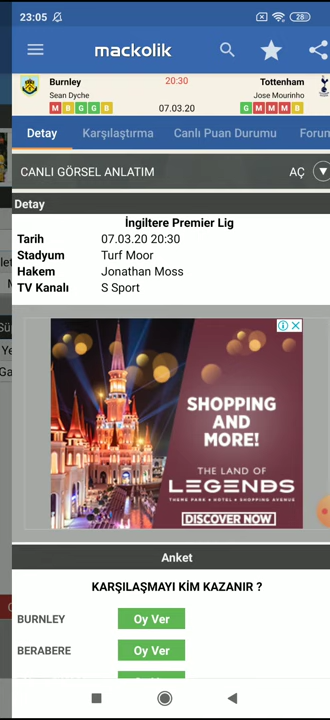 23:05
28
mackolik
Burnley
20:30
Tottenham
Sean Dyche
Jose Mourinho
M B G G B
07.03.20
G M M M B
Detay
Karşılaştırma
Canlı Puan Durumu
Forum
CANLI GÖRSEL ANLATIM
AÇ
Detay
İngiltere Premier Lig
Tarih 07.03.20 20:30
Stadyum Turf Moor
Hakem Jonathan Moss
TV Kanalı S Sport
SHOPPING
AND
MORE!
THE LAND OF
LEGENDS
THEME PARK • HOTEL • SHOPPING AVENUE
DISCOVER NOW
Anket
KARŞILAŞMAYI KİM KAZANIR ?
BURNLEY Oy Ver
BERABERE Oy Ver